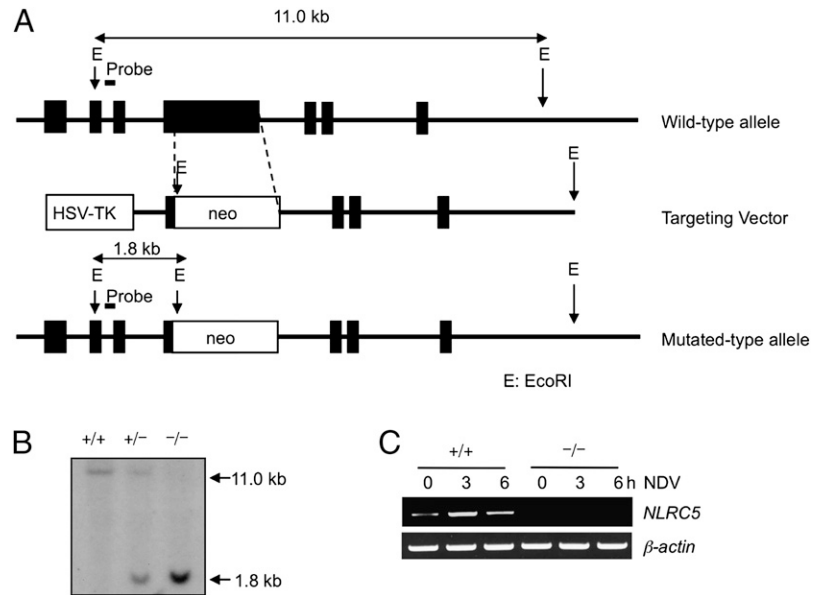 A
11.0 kb
E
E
Probe
Wild-type allele
E
E
HSV-TK
neo
Targeting Vector
1.8 kb
E
E
E
Probe
neo
Mutated-type allele
E: EcoRI
B
+/+ +/− −/−
11.0 kb
1.8 kb
C
+/+ −/−
0 3 6 0 3 6 h NDV
NLRC5
β-actin